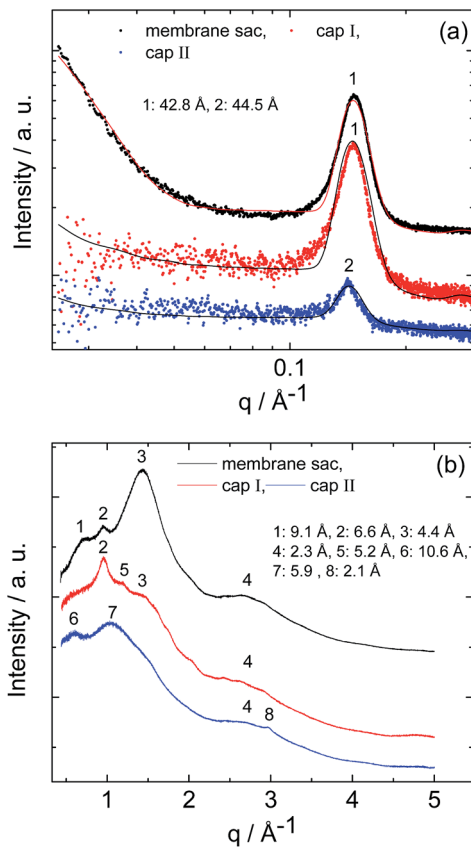 membrane sac, cap I,
cap II
(a)
1: 42.8 Å, 2: 44.5 Å
1
1
2
Intensity / a. u.
0.1
q / Å-1
(b)
membrane sac,
cap I, cap II
1: 9.1 Å, 2: 6.6 Å, 3: 4.4 Å
4: 2.3 Å, 5: 5.2 Å, 6: 10.6 Å,
7: 5.9 , 8: 2.1 Å
3
1 2
4
2
5 3
4
6 7
4 8
Intensity / a. u.
1 2 3 4 5
q / Å-1